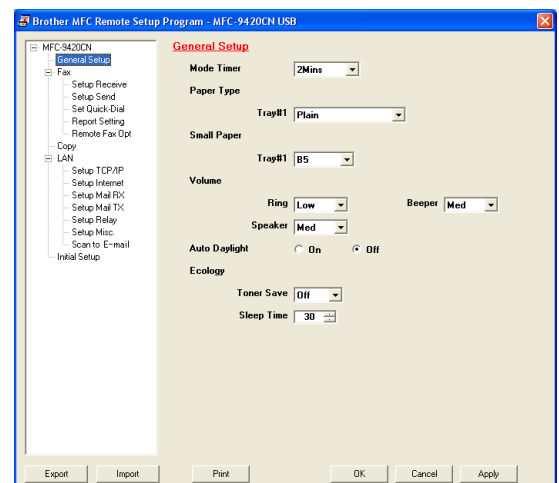 Brother MFC Remote Setup Program - MFC-9420CN USB
MFC-9420CN
General Setup
Fax
Setup Receive
Setup Send
Set Quick-Dial
Report Setting
Remote Fax Opt
Copy
LAN
Setup TCP/IP
Setup Internet
Setup Mail RX
Setup Mail TX
Setup Relay
Setup Misc.
Scan to E-mail
Initial Setup
General Setup
Mode Timer 2Mins
Paper Type
Tray#1 Plain
Small Paper
Tray#1 B5
Volume
Ring Low Beeper Med
Speaker Med
Auto Daylight On Off
Ecology
Toner Save Off
Sleep Time 30
Export Import Print OK Cancel Apply